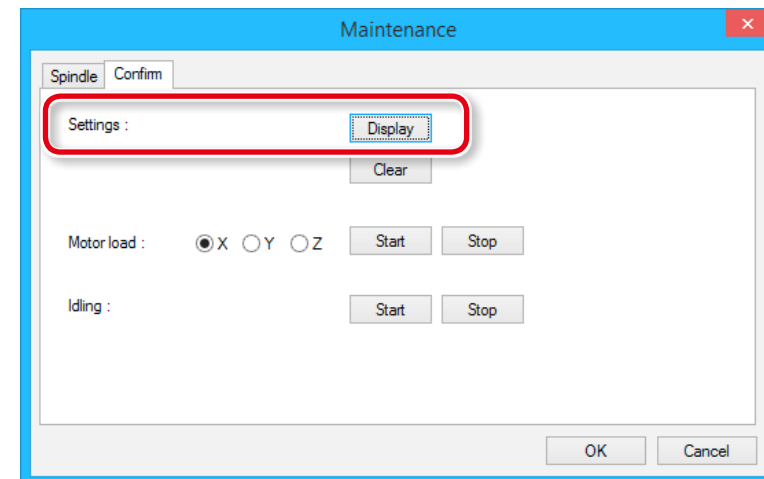 Maintenance
Spindle Confirm
Settings : Display
Clear
Motor load : X Y Z Start Stop
Idling : Start Stop
OK Cancel